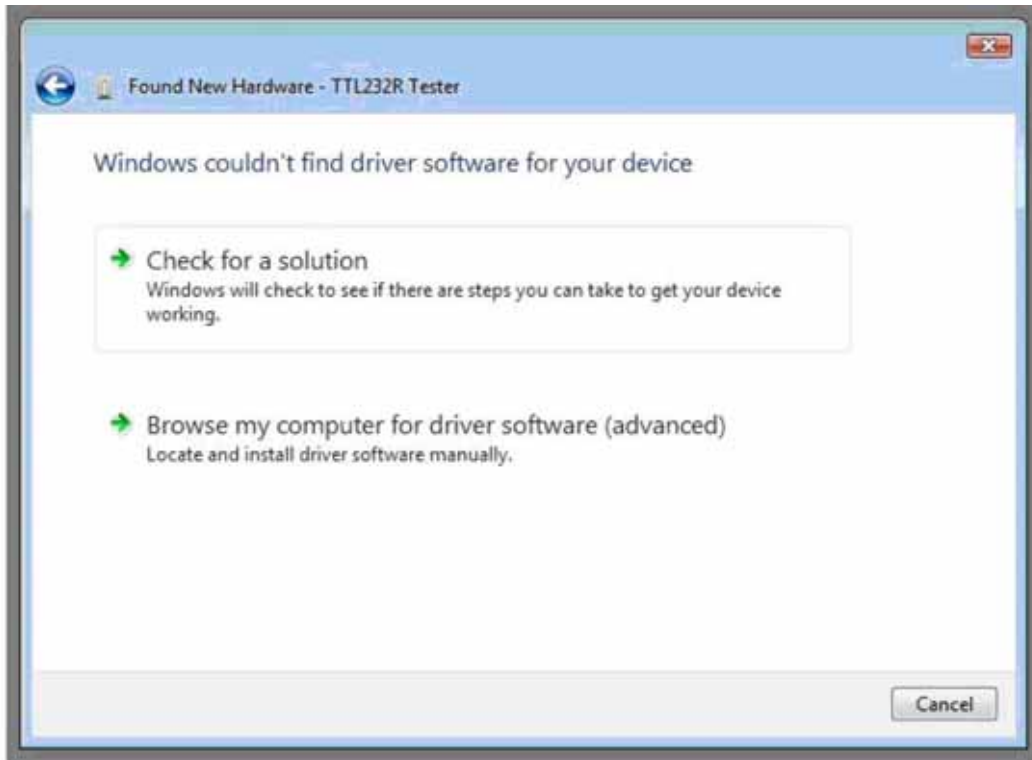 Found New Hardware - TTL232R Tester
Windows couldn't find driver software for your device
Check for a solution
Windows will check to see if there are steps you can take to get your device
working.
Browse my computer for driver software (advanced)
Locate and install driver software manually.
Cancel